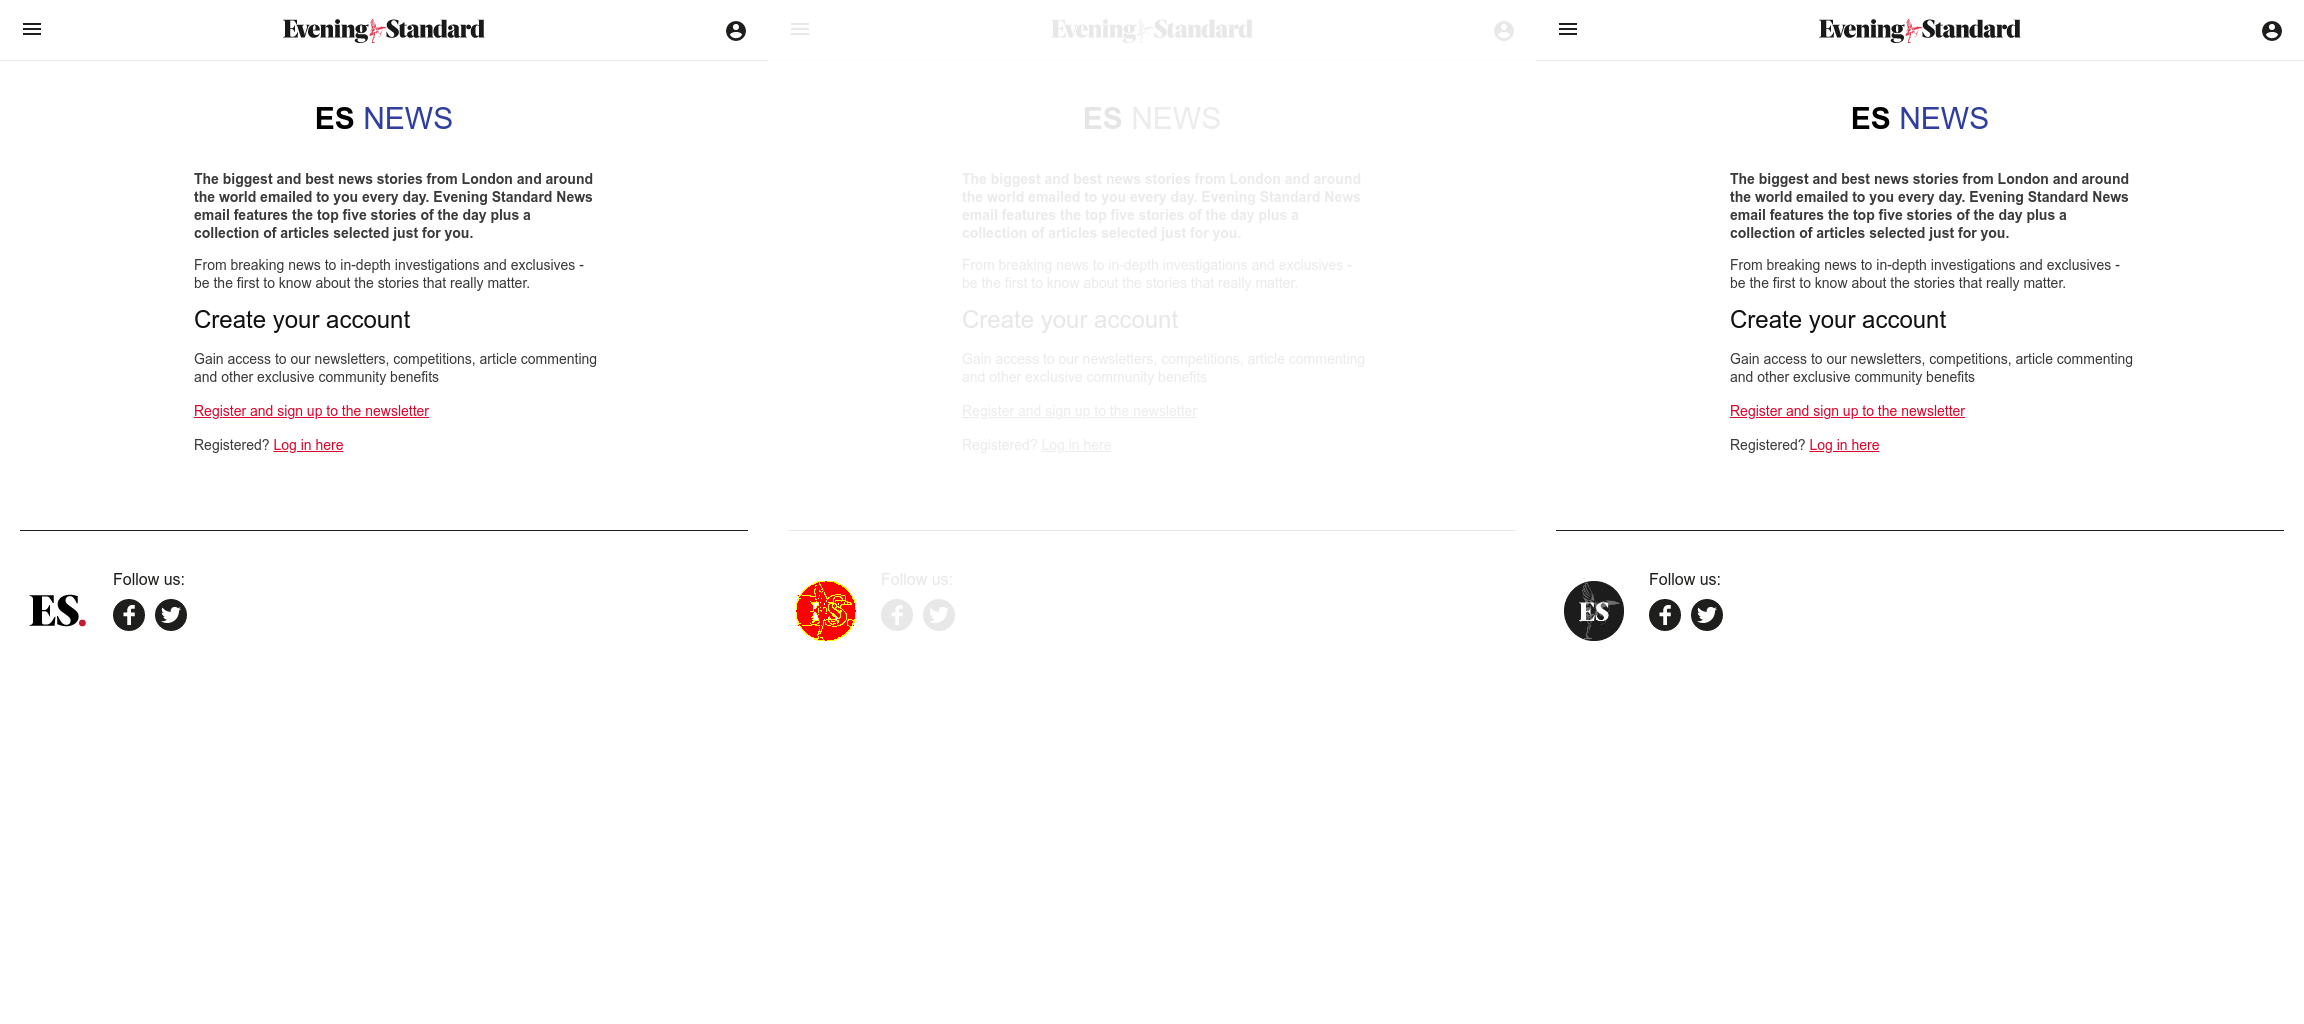 Evening Standard
ES NEWS
The biggest and best news stories from London and around
the world emailed to you every day. Evening Standard News
email features the top five stories of the day plus a
collection of articles selected just for you.
From breaking news to in-depth investigations and exclusives -
be the first to know about the stories that really matter.
Create your account
Gain access to our newsletters, competitions, article commenting
and other exclusive community benefits
Register and sign up to the newsletter
Registered? Log in here
Follow us:
ES.
Evening Standard
ES NEWS
The biggest and best news stories from London and around
the world emailed to you every day. Evening Standard News
email features the top five stories of the day plus a
collection of articles selected just for you.
From breaking news to in-depth investigations and exclusives -
be the first to know about the stories that really matter.
Create your account
Gain access to our newsletters, competitions, article commenting
and other exclusive community benefits
Register and sign up to the newsletter
Registered? Log in here
Follow us:
ES
Evening Standard
ES NEWS
The biggest and best news stories from London and around
the world emailed to you every day. Evening Standard News
email features the top five stories of the day plus a
collection of articles selected just for you.
From breaking news to in-depth investigations and exclusives -
be the first to know about the stories that really matter.
Create your account
Gain access to our newsletters, competitions, article commenting
and other exclusive community benefits
Register and sign up to the newsletter
Registered? Log in here
Follow us:
ES